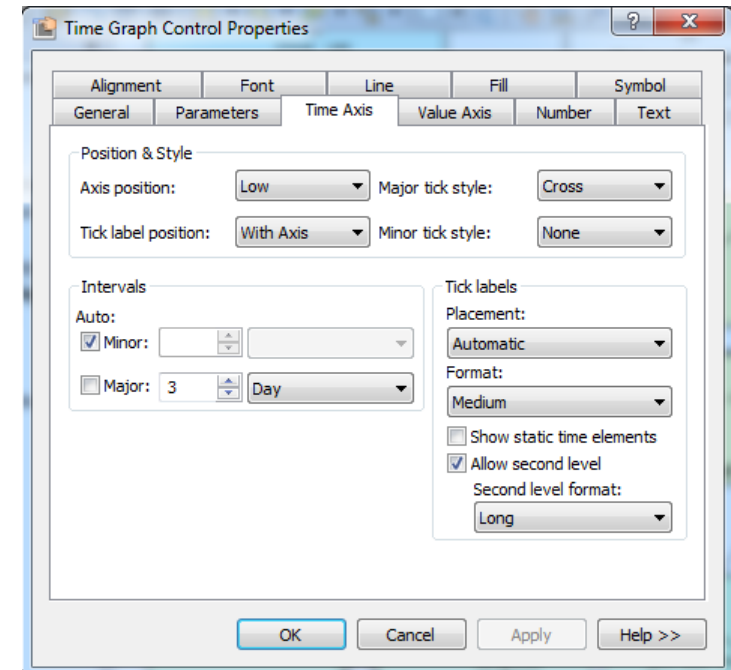 Time Graph Control Properties
?
Alignment Font Line Fill Symbol
General Parameters Time Axis Value Axis Number Text
Position & Style
Axis position: Low Major tick style: Cross
Tick label position: With Axis Minor tick style: None
Intervals
Auto:
Minor:
Major: 3 Day
Tick labels
Placement:
Automatic
Format:
Medium
Show static time elements
Allow second level
Second level format:
Long
OK Cancel Apply Help >>